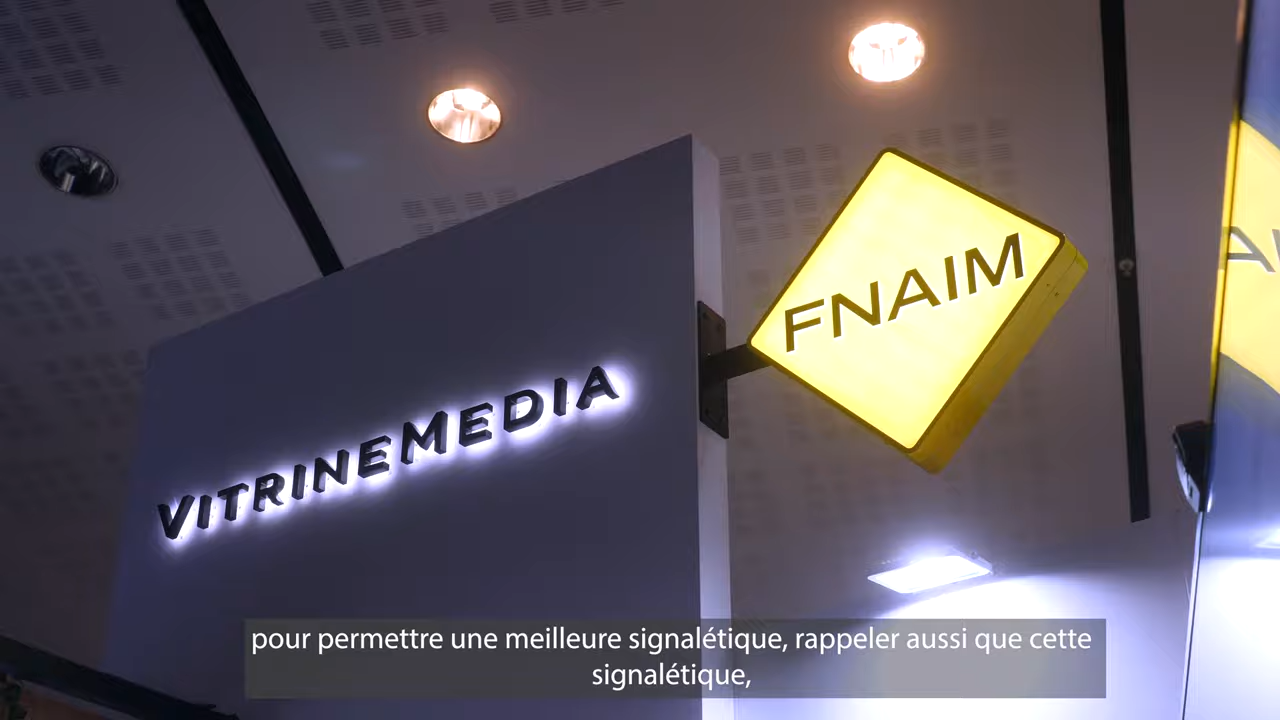 FNAIM
VITRINEMEDIA
pour permettre une meilleure signalétique, rappeler aussi que cette
signalétique,